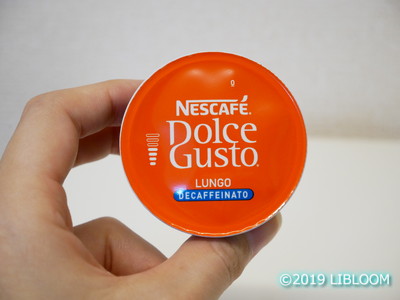 NESCAFÉ®
Dolce
Gusto®
LUNGO
DECAFFEINATO
©2019 LIBLOOM